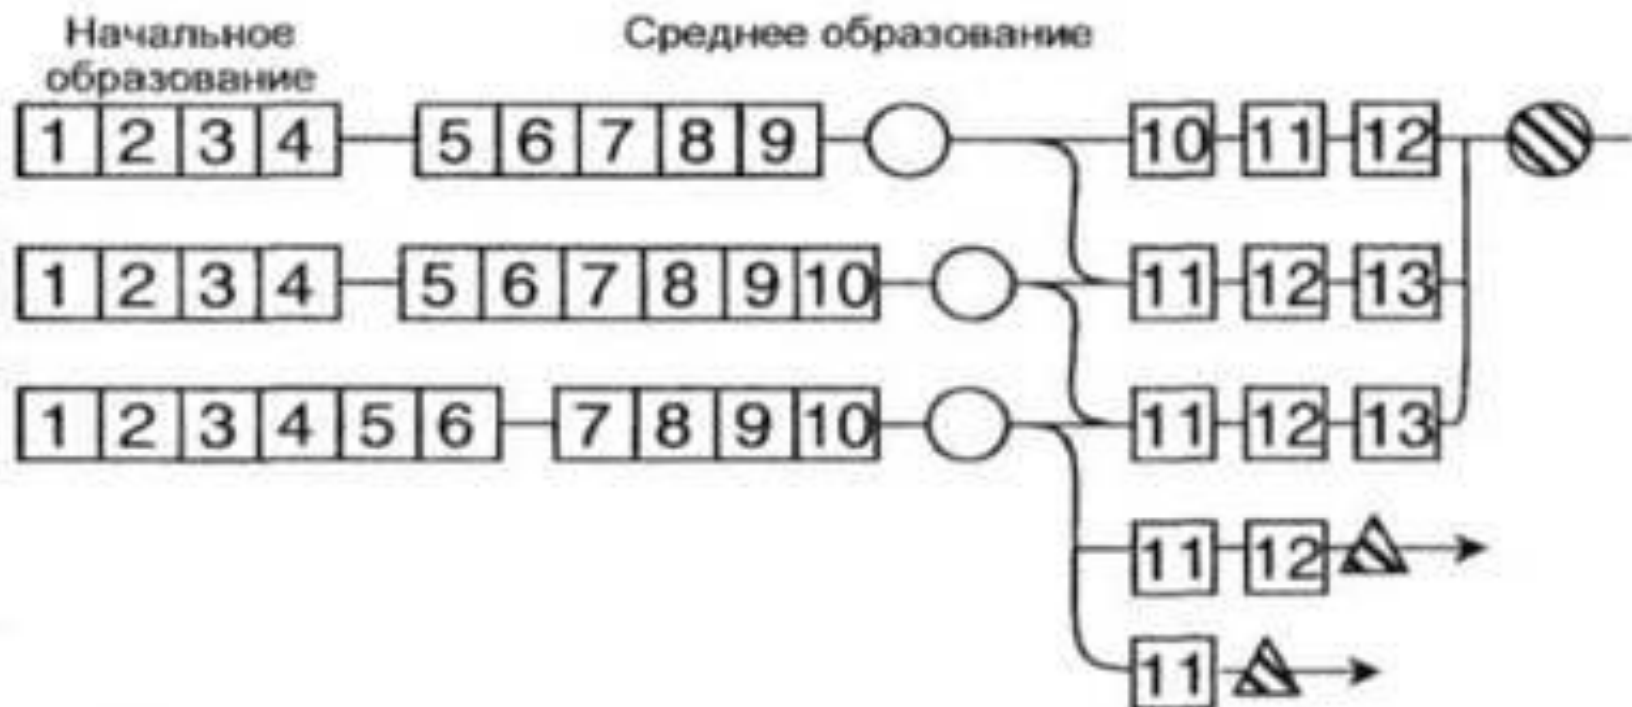 Начальное
образование
Среднее образование
1 2 3 4 5 6 7 8 9 10 11 12
1 2 3 4 5 6 7 8 9 10 11 12 13
1 2 3 4 5 6 7 8 9 10 11 12 13
11 12
11